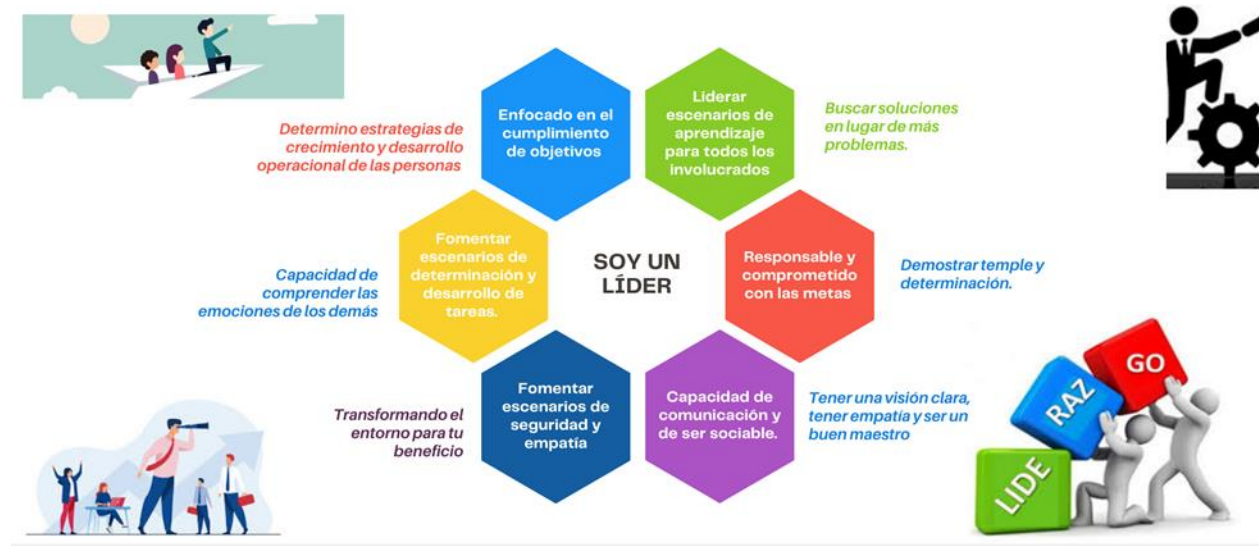 Enfocado en el
cumplimiento
de objetivos
Liderar
escenarios de
aprendizaje
para todos los
involucrados
Determino estrategias de
crecimiento y desarrollo
operacional de las personas
Buscar soluciones
en lugar de más
problemas.
Fomentar
escenarios de
determinación y
desarrollo de
tareas.
SOY UN
LÍDER
Responsable y
comprometido
con las metas
Capacidad de
comprender las
emociones de los demás
Demostrar temple y
determinación.
Fomentar
escenarios de
seguridad y
empatía
Capacidad de
comunicación y
de ser sociable.
Transformando el
entorno para tu
beneficio
Tener una visión clara,
tener empatía y ser un
buen maestro
LIDE
RAZ
GO